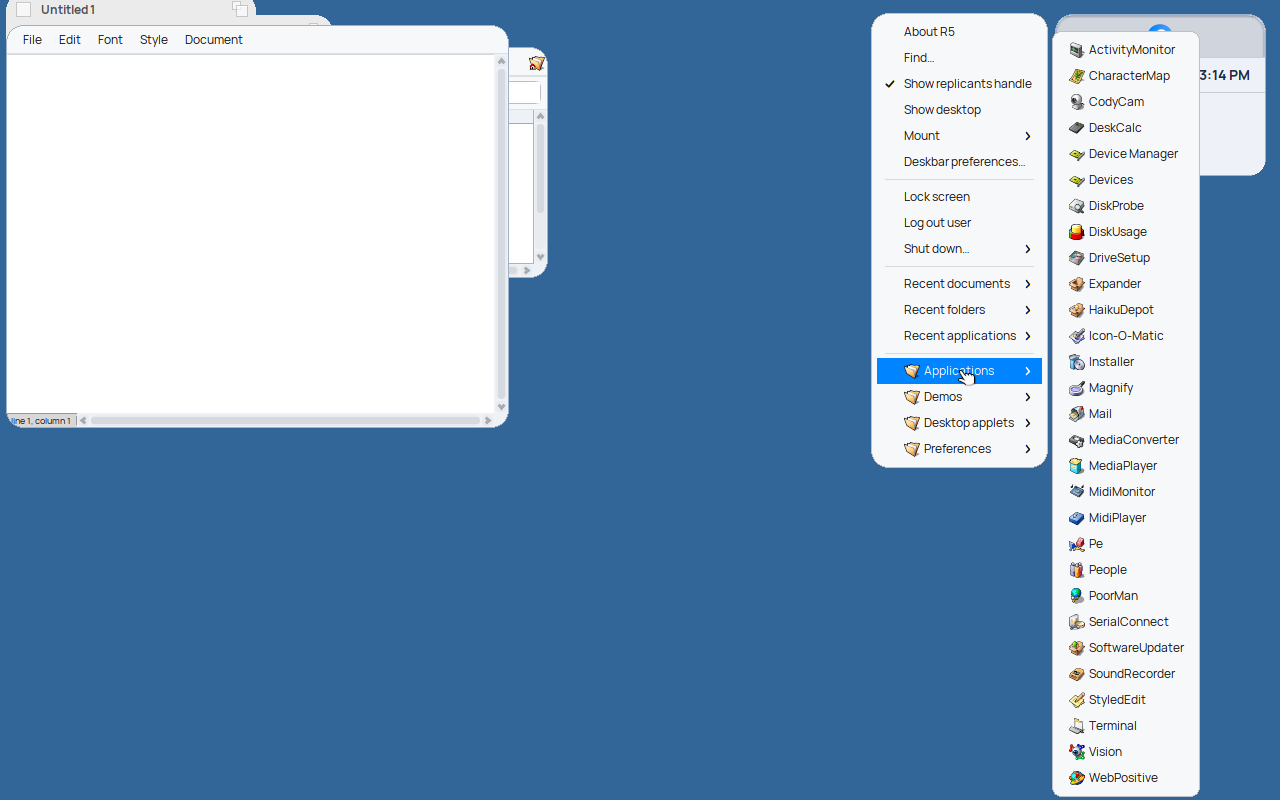 Untitled 1
File Edit Font Style Document
line 1, column 1
About R5
Find…
Show replicants handle
Show desktop
Mount
Deskbar preferences…
Lock screen
Log out user
Shut down…
Recent documents
Recent folders
Recent applications
Applications
Demos
Desktop applets
Preferences
ActivityMonitor
CharacterMap
CodyCam
DeskCalc
Device Manager
Devices
DiskProbe
DiskUsage
DriveSetup
Expander
HaikuDepot
Icon-O-Matic
Installer
Magnify
Mail
MediaConverter
MediaPlayer
MidiMonitor
MidiPlayer
Pe
People
PoorMan
SerialConnect
SoftwareUpdater
SoundRecorder
StyledEdit
Terminal
Vision
WebPositive
3:14 PM